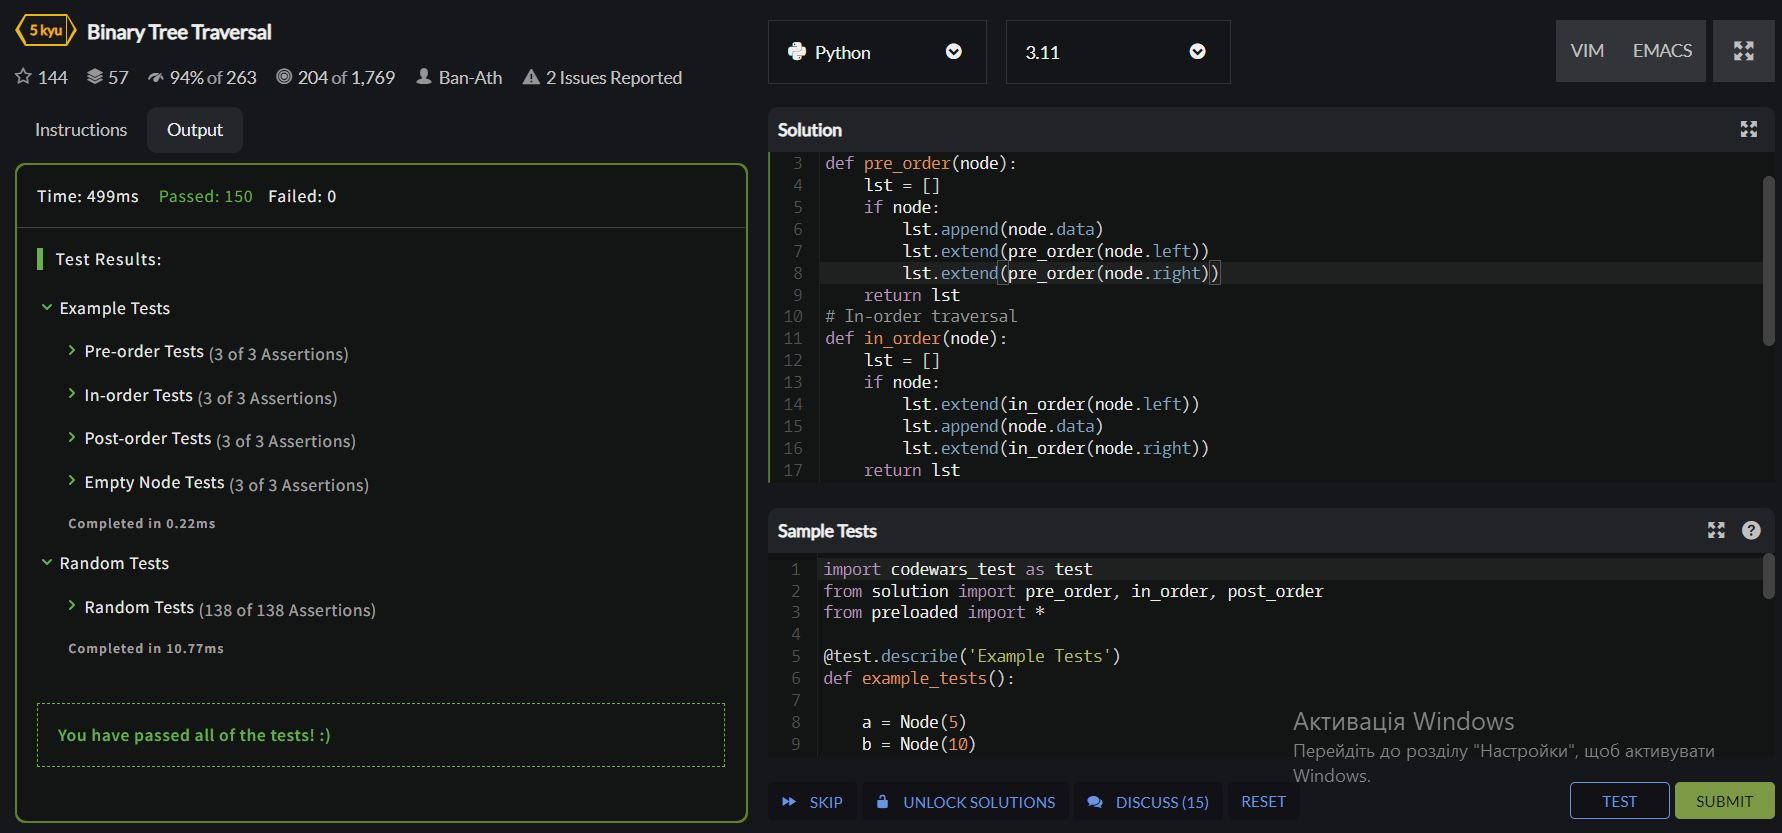 5 kyu Binary Tree Traversal
144 57 94% of 263 204 of 1,769 Ban-Ath 2 Issues Reported
Instructions Output
Time: 499ms Passed: 150 Failed: 0
Test Results:
Example Tests
Pre-order Tests (3 of 3 Assertions)
In-order Tests (3 of 3 Assertions)
Post-order Tests (3 of 3 Assertions)
Empty Node Tests (3 of 3 Assertions)
Completed in 0.22ms
Random Tests
Random Tests (138 of 138 Assertions)
Completed in 10.77ms
You have passed all of the tests! :)
Python 3.11 VIM EMACS
Solution
3 def pre_order(node):
4     lst = []
5     if node:
6         lst.append(node.data)
7         lst.extend(pre_order(node.left))
8         lst.extend(pre_order(node.right))
9     return lst
10 # In-order traversal
11 def in_order(node):
12     lst = []
13     if node:
14         lst.extend(in_order(node.left))
15         lst.append(node.data)
16         lst.extend(in_order(node.right))
17     return lst
Sample Tests ?
1 import codewars_test as test
2 from solution import pre_order, in_order, post_order
3 from preloaded import *
4
5 @test.describe('Example Tests')
6 def example_tests():
7
8     a = Node(5)
9     b = Node(10)
Активація Windows
Перейдіть до розділу "Настройки", щоб активувати
Windows.
SKIP UNLOCK SOLUTIONS DISCUSS (15) RESET TEST SUBMIT